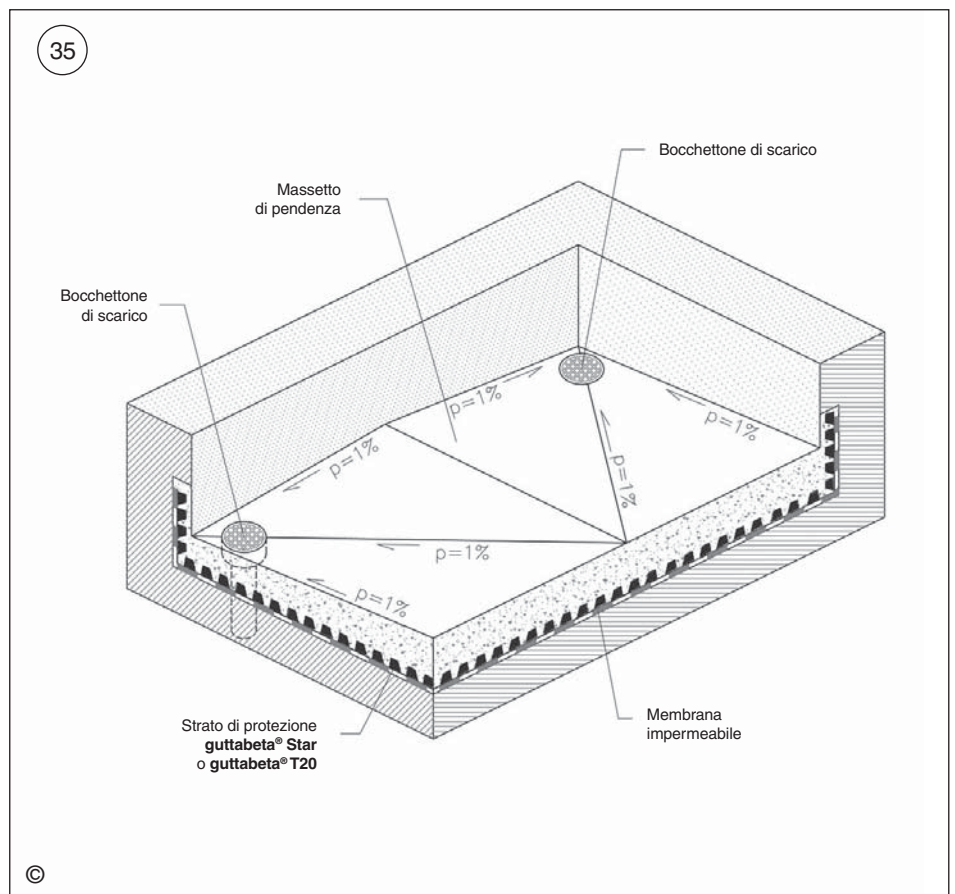 35
Bocchettone di scarico
Massetto
di pendenza
Bocchettone
di scarico
p=1%
p=1%
p=1%
p=1%
p=1%
p=1%
Strato di protezione
guttabeta® Star
o guttabeta® T20
Membrana
impermeabile
©